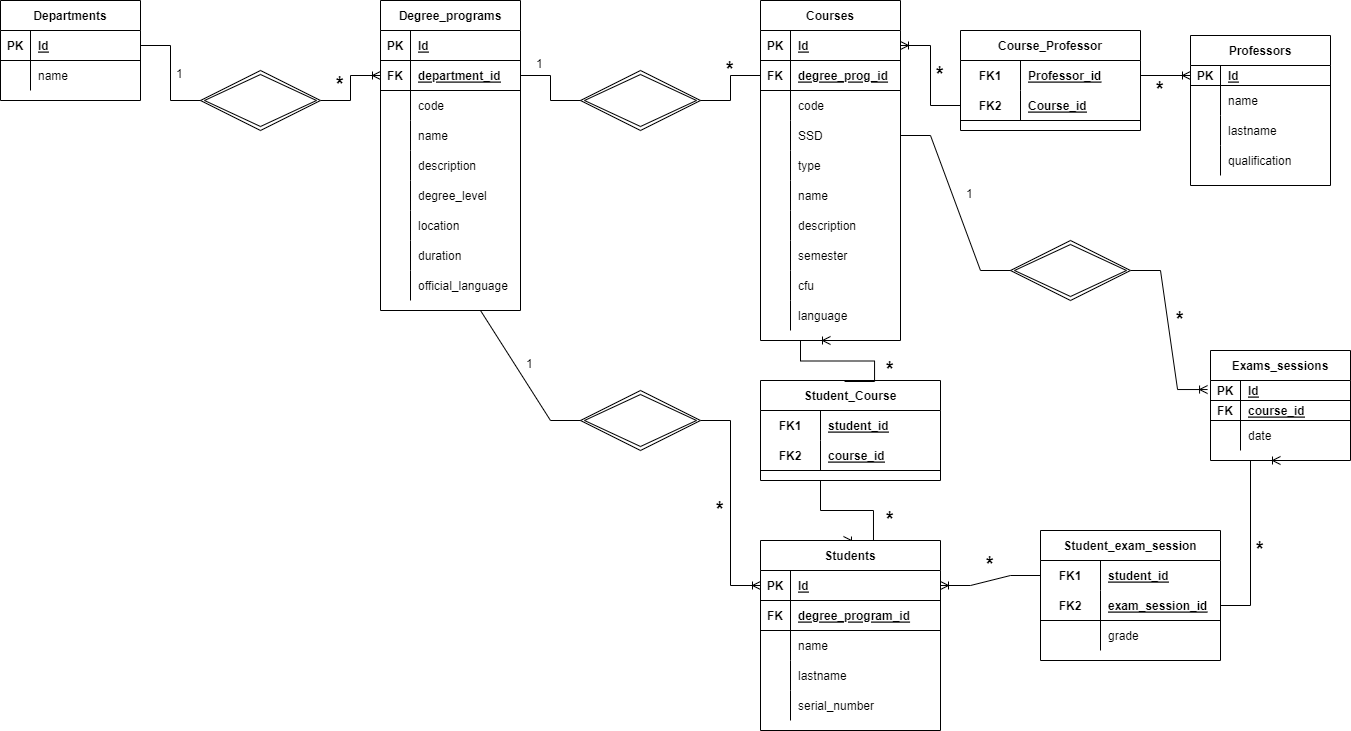 Departments
PK Id
name
1
*
Degree_programs
PK Id
FK department_id
code
name
description
degree_level
location
duration
official_language
1
*
Courses
PK Id
FK degree_prog_id
code
SSD
type
name
description
semester
cfu
language
*
Course_Professor
FK1 Professor_id
FK2 Course_id
*
Professors
PK Id
name
lastname
qualification
1
*
Exams_sessions
PK Id
FK course_id
date
1
*
*
Student_Course
FK1 student_id
FK2 course_id
*
Students
PK Id
FK degree_program_id
name
lastname
serial_number
*
Student_exam_session
FK1 student_id
FK2 exam_session_id
grade
*